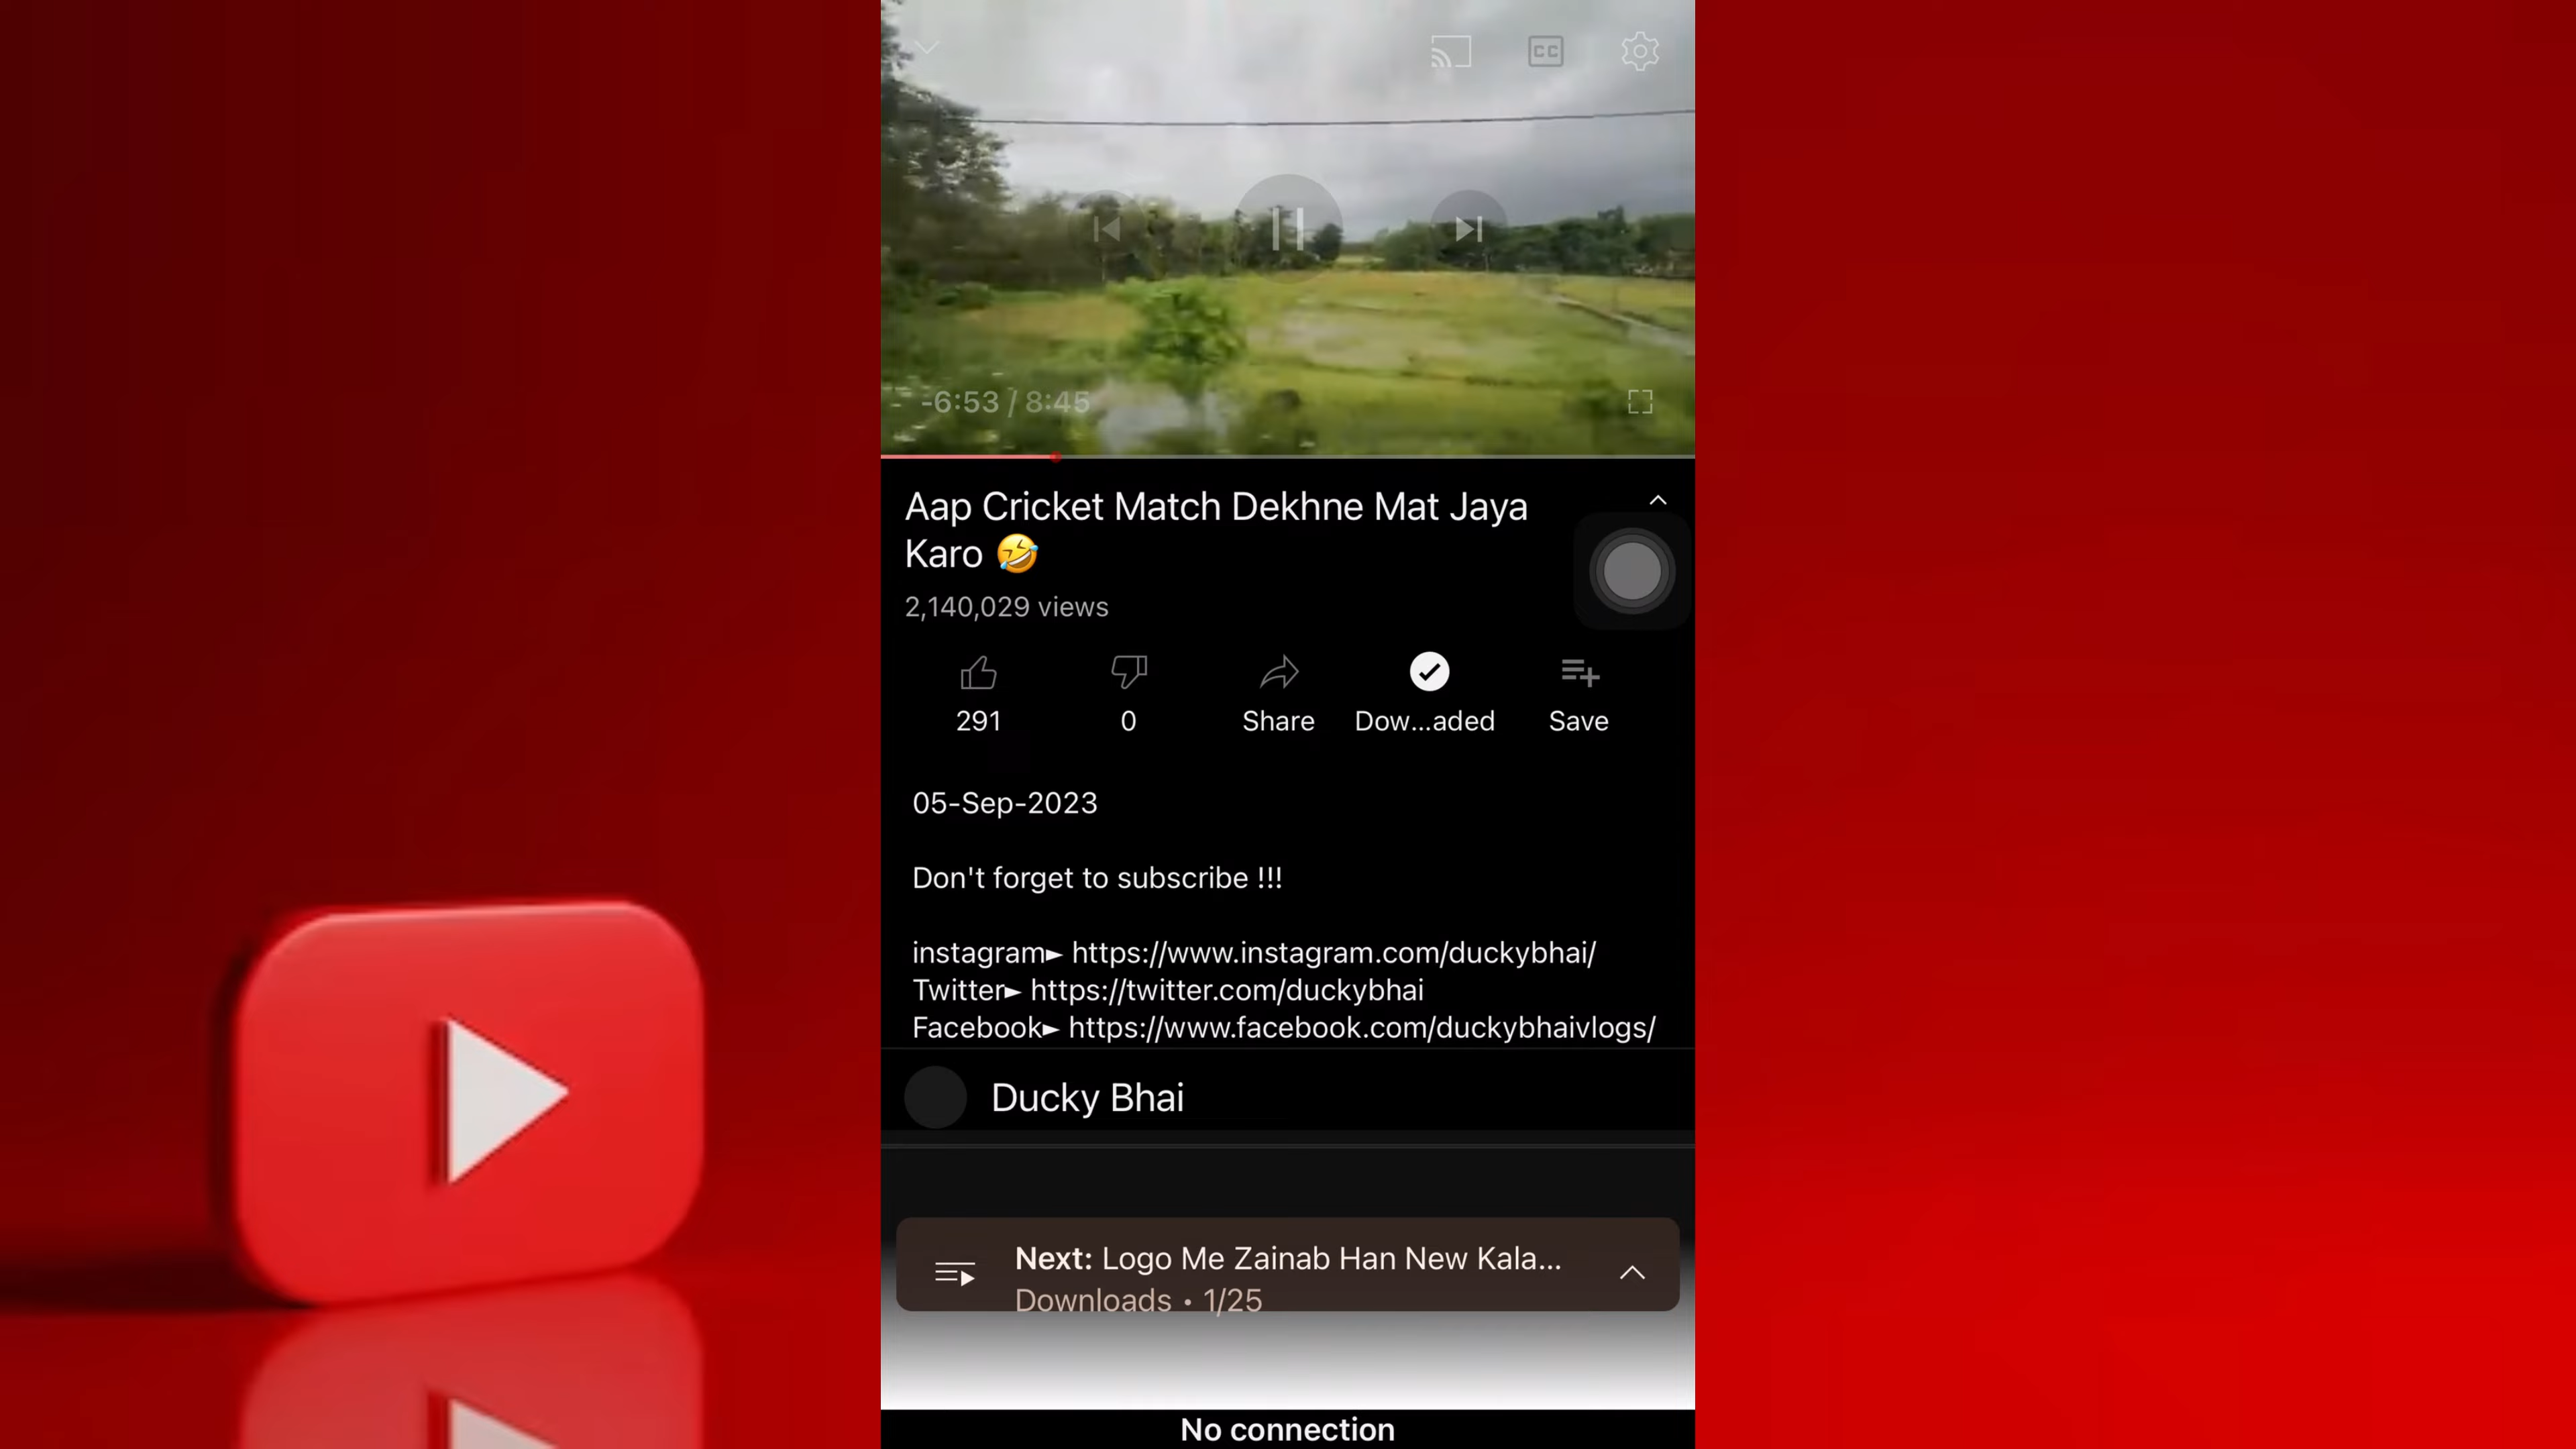 CC
-6:53 / 8:45
Aap Cricket Match Dekhne Mat Jaya
Karo 🤣
2,140,029 views
291
0
Share
Dow...aded
Save
05-Sep-2023
Don't forget to subscribe !!!
instagram► https://www.instagram.com/duckybhai/
Twitter► https://twitter.com/duckybhai
Facebook► https://www.facebook.com/duckybhaivlogs/
Ducky Bhai
Next: Logo Me Zainab Han New Kala...
Downloads • 1/25
No connection